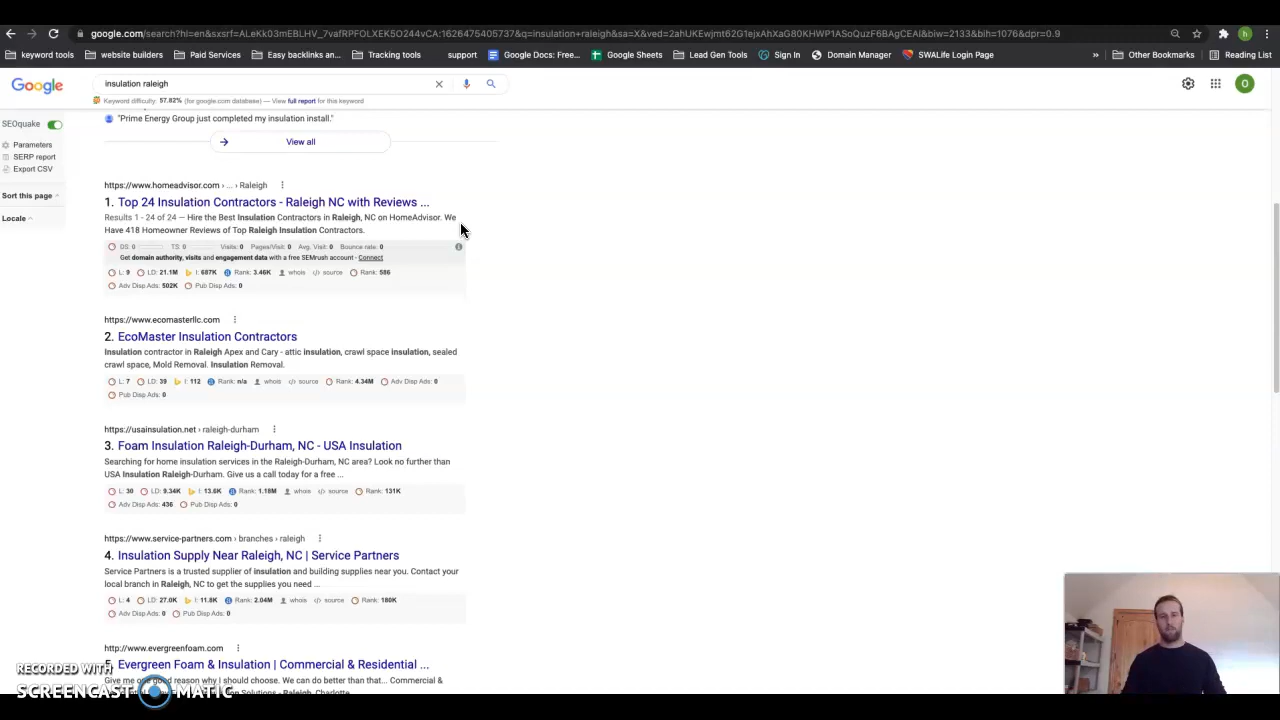 google.com/search?hl=en&sxsrf=ALeKk03mEBLHV_7vafRPFOLXEK5O244vCA:1626475405737&q=insulation+raleigh&sa=X&ved=2ahUKEwjmt62G1ejxAhXaG80KHWP1ASoQuzF6BAgCEAI&biw=2133&bih=1076&dpr=0.9
h
keyword tools
website builders
Paid Services
Easy backlinks an...
Tools
support
Google Docs: Free...
Google Sheets
Lead Gen Tools
Sign In
Domain Manager
SWALife Login Page
»
Other Bookmarks
Reading List
Google
insulation raleigh
O
Keyword difficulty: 57.82% (for google.com database) — View full report for this keyword
SEOquake
Parameters
SERP report
Export CSV
Sort this page
Locale
"Prime Energy Group just completed my insulation install."
View all
https://www.homeadvisor.com › ... › Raleigh
1. Top 24 Insulation Contractors - Raleigh NC with Reviews ...
Results 1 - 24 of 24 — Hire the Best Insulation Contractors in Raleigh, NC on HomeAdvisor. We
Have 418 Homeowner Reviews of Top Raleigh Insulation Contractors.
DS: 0 TS: 0 Visits: 0 Pages/Visit: 0 Avg. Visit: 0 Bounce rate: 0
Get domain authority, visits and engagement data with a free SEMrush account - Connect
L: 9 LD: 21.1M I: 687K Rank: 3.46K whois source Rank: 586
Adv Disp Ads: 502K Pub Disp Ads: 0
https://www.ecomasterllc.com
2. EcoMaster Insulation Contractors
Insulation contractor in Raleigh Apex and Cary - attic insulation, crawl space insulation, sealed
crawl space, Mold Removal. Insulation Removal.
L: 7 LD: 39 I: 112 Rank: n/a whois source Rank: 4.34M Adv Disp Ads: 0
Pub Disp Ads: 0
https://usainsulation.net › raleigh-durham
3. Foam Insulation Raleigh-Durham, NC - USA Insulation
Searching for home insulation services in the Raleigh-Durham, NC area? Look no further than
USA Insulation Raleigh-Durham. Give us a call today for a free ...
L: 30 LD: 9.34K I: 13.6K Rank: 1.18M whois source Rank: 131K
Adv Disp Ads: 436 Pub Disp Ads: 0
https://www.service-partners.com › branches › raleigh
4. Insulation Supply Near Raleigh, NC | Service Partners
Service Partners is a trusted supplier of insulation and building supplies near you. Contact your
local branch in Raleigh, NC to get the supplies you need ...
L: 4 LD: 27.0K I: 11.8K Rank: 2.04M whois source Rank: 180K
Adv Disp Ads: 0 Pub Disp Ads: 0
http://www.evergreenfoam.com
Evergreen Foam & Insulation | Commercial & Residential ...
Give me good reason why I should choose. We can do better than that... Commercial &
Solutions - Raleigh, Charlotte
RECORDED WITH
SCREENCAST MATIC